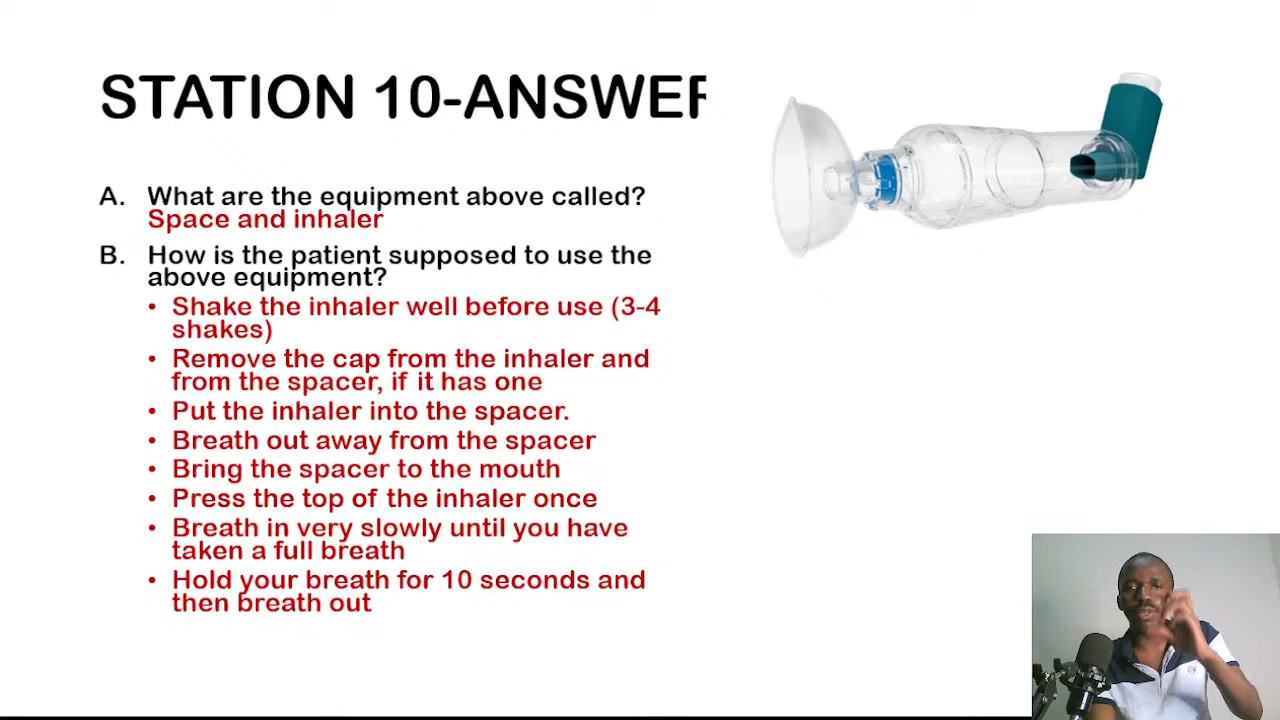 STATION 10-ANSWER
A. What are the equipment above called?
Space and inhaler
B. How is the patient supposed to use the
above equipment?
• Shake the inhaler well before use (3-4
shakes)
• Remove the cap from the inhaler and
from the spacer, if it has one
• Put the inhaler into the spacer.
• Breath out away from the spacer
• Bring the spacer to the mouth
• Press the top of the inhaler once
• Breath in very slowly until you have
taken a full breath
• Hold your breath for 10 seconds and
then breath out